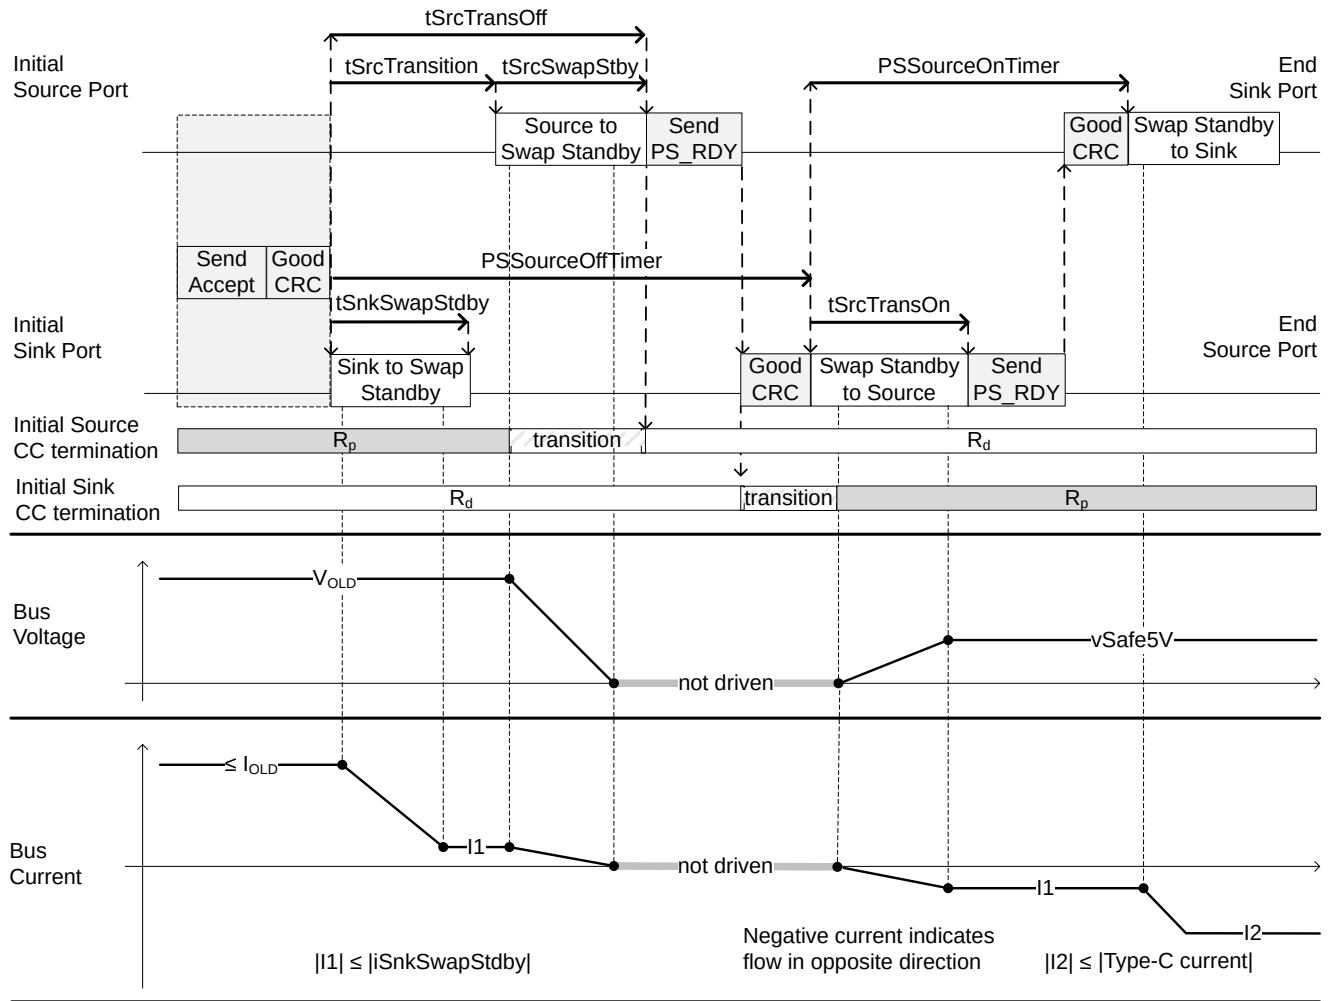 tSrcTransOff
Initial
Source Port
tSrcTransition
tSrcSwapStby
PSSourceOnTimer
End
Sink Port
Source to
Swap Standby
Send
PS_RDY
Good
CRC
Swap Standby
to Sink
Send
Accept
Good
CRC
PSSourceOffTimer
tSnkSwapStdby
tSrcTransOn
Initial
Sink Port
End
Source Port
Sink to Swap
Standby
Good
CRC
Swap Standby
to Source
Send
PS_RDY
Initial Source
CC termination
Rp
transition
Rd
Initial Sink
CC termination
Rd
transition
Rp
Bus
Voltage
VOLD
vSafe5V
not driven
Bus
Current
≤ IOLD
I1
not driven
I1
I2
|I1| ≤ |iSnkSwapStdby|
Negative current indicates
flow in opposite direction
|I2| ≤ |Type-C current|